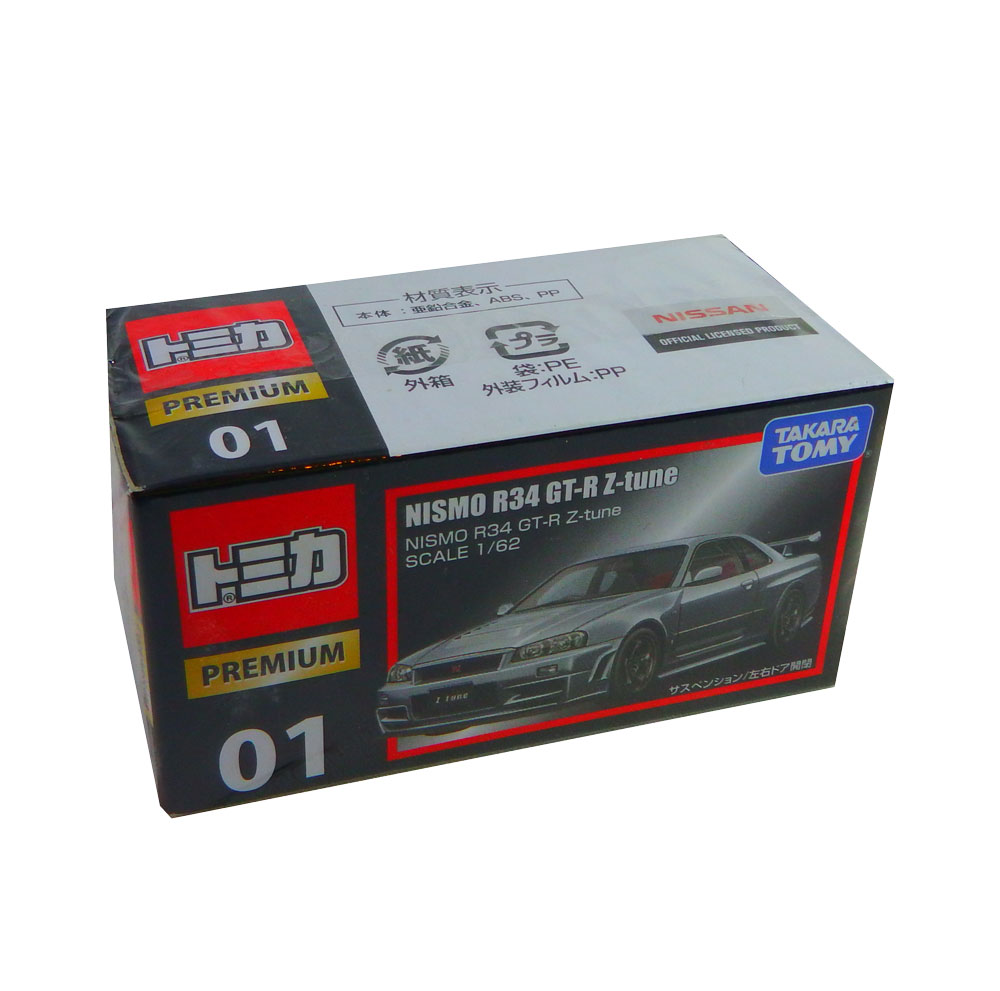 材質表示
本体：亜鉛合金、ABS、PP
紙
外箱
プラ
袋:PE
外装フィルム:PP
NISSAN
OFFICIAL LICENSED PRODUCT
トミカ®
PREMIUM
01
TAKARA
TOMY®
NISMO R34 GT-R Z-tune
NISMO R34 GT-R Z-tune
SCALE 1/62
トミカ®
PREMIUM
01
Z tune
サスペンション/左右ドア開閉